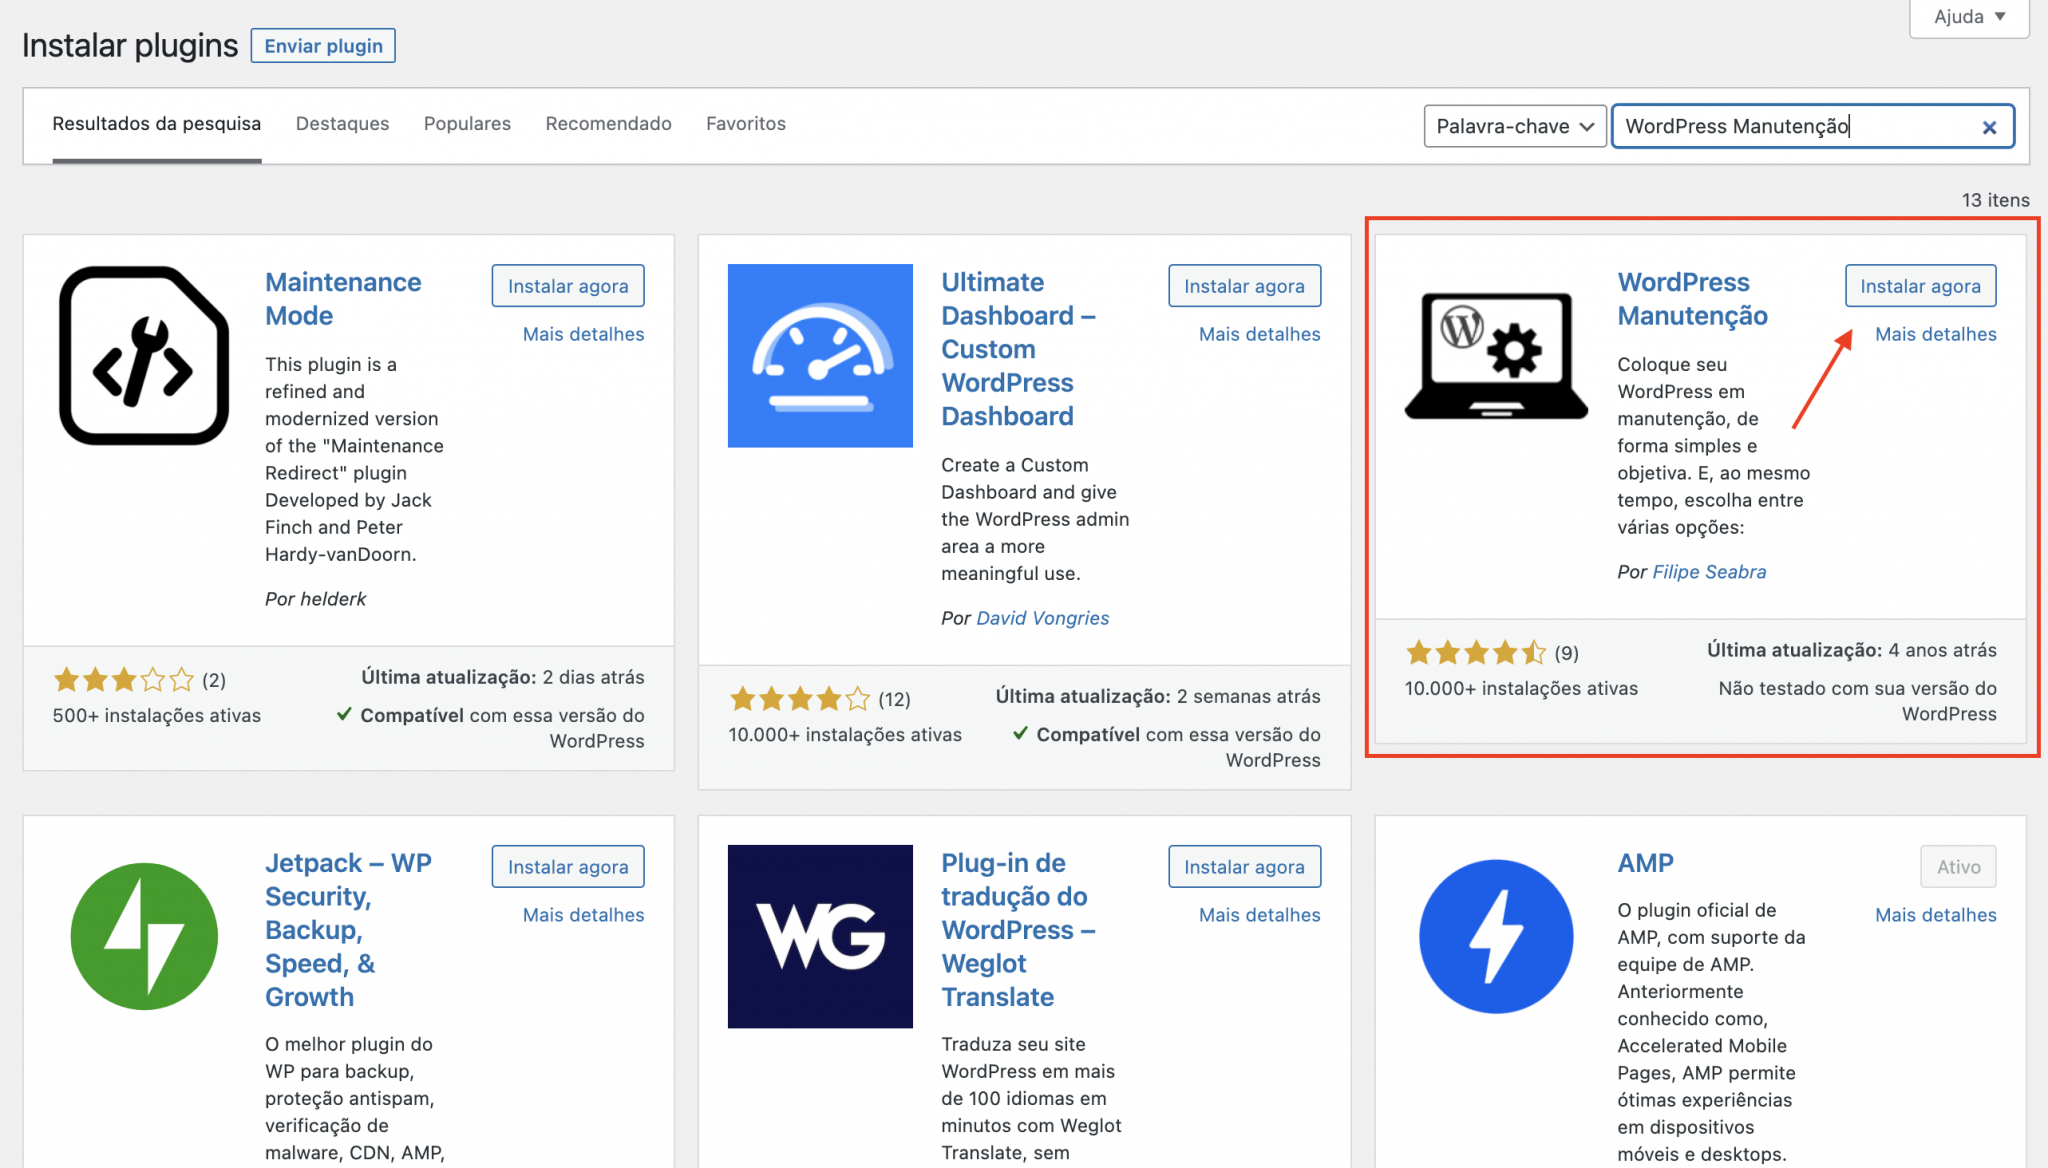 Ajuda
Instalar plugins
Enviar plugin
Resultados da pesquisa
Destaques
Populares
Recomendado
Favoritos
Palavra-chave
WordPress Manutenção
13 itens
Maintenance
Mode
Instalar agora
Mais detalhes
This plugin is a
refined and
modernized version
of the "Maintenance
Redirect" plugin
Developed by Jack
Finch and Peter
Hardy-vanDoorn.
Por helderk
(2)
500+ instalações ativas
Última atualização: 2 dias atrás
Compatível com essa versão do
WordPress
Ultimate
Dashboard –
Custom
WordPress
Dashboard
Instalar agora
Mais detalhes
Create a Custom
Dashboard and give
the WordPress admin
area a more
meaningful use.
Por David Vongries
(12)
10.000+ instalações ativas
Última atualização: 2 semanas atrás
Compatível com essa versão do
WordPress
WordPress
Manutenção
Instalar agora
Mais detalhes
Coloque seu
WordPress em
manutenção, de
forma simples e
objetiva. E, ao mesmo
tempo, escolha entre
várias opções:
Por Filipe Seabra
(9)
10.000+ instalações ativas
Última atualização: 4 anos atrás
Não testado com sua versão do
WordPress
Jetpack – WP
Security,
Backup,
Speed, &
Growth
Instalar agora
Mais detalhes
O melhor plugin do
WP para backup,
proteção antispam,
verificação de
malware, CDN, AMP,
WG
Plug-in de
tradução do
WordPress –
Weglot
Translate
Instalar agora
Mais detalhes
Traduza seu site
WordPress em mais
de 100 idiomas em
minutos com Weglot
Translate, sem
AMP
Ativo
Mais detalhes
O plugin oficial de
AMP, com suporte da
equipe de AMP.
Anteriormente
conhecido como,
Accelerated Mobile
Pages, AMP permite
ótimas experiências
em dispositivos
móveis e desktops.